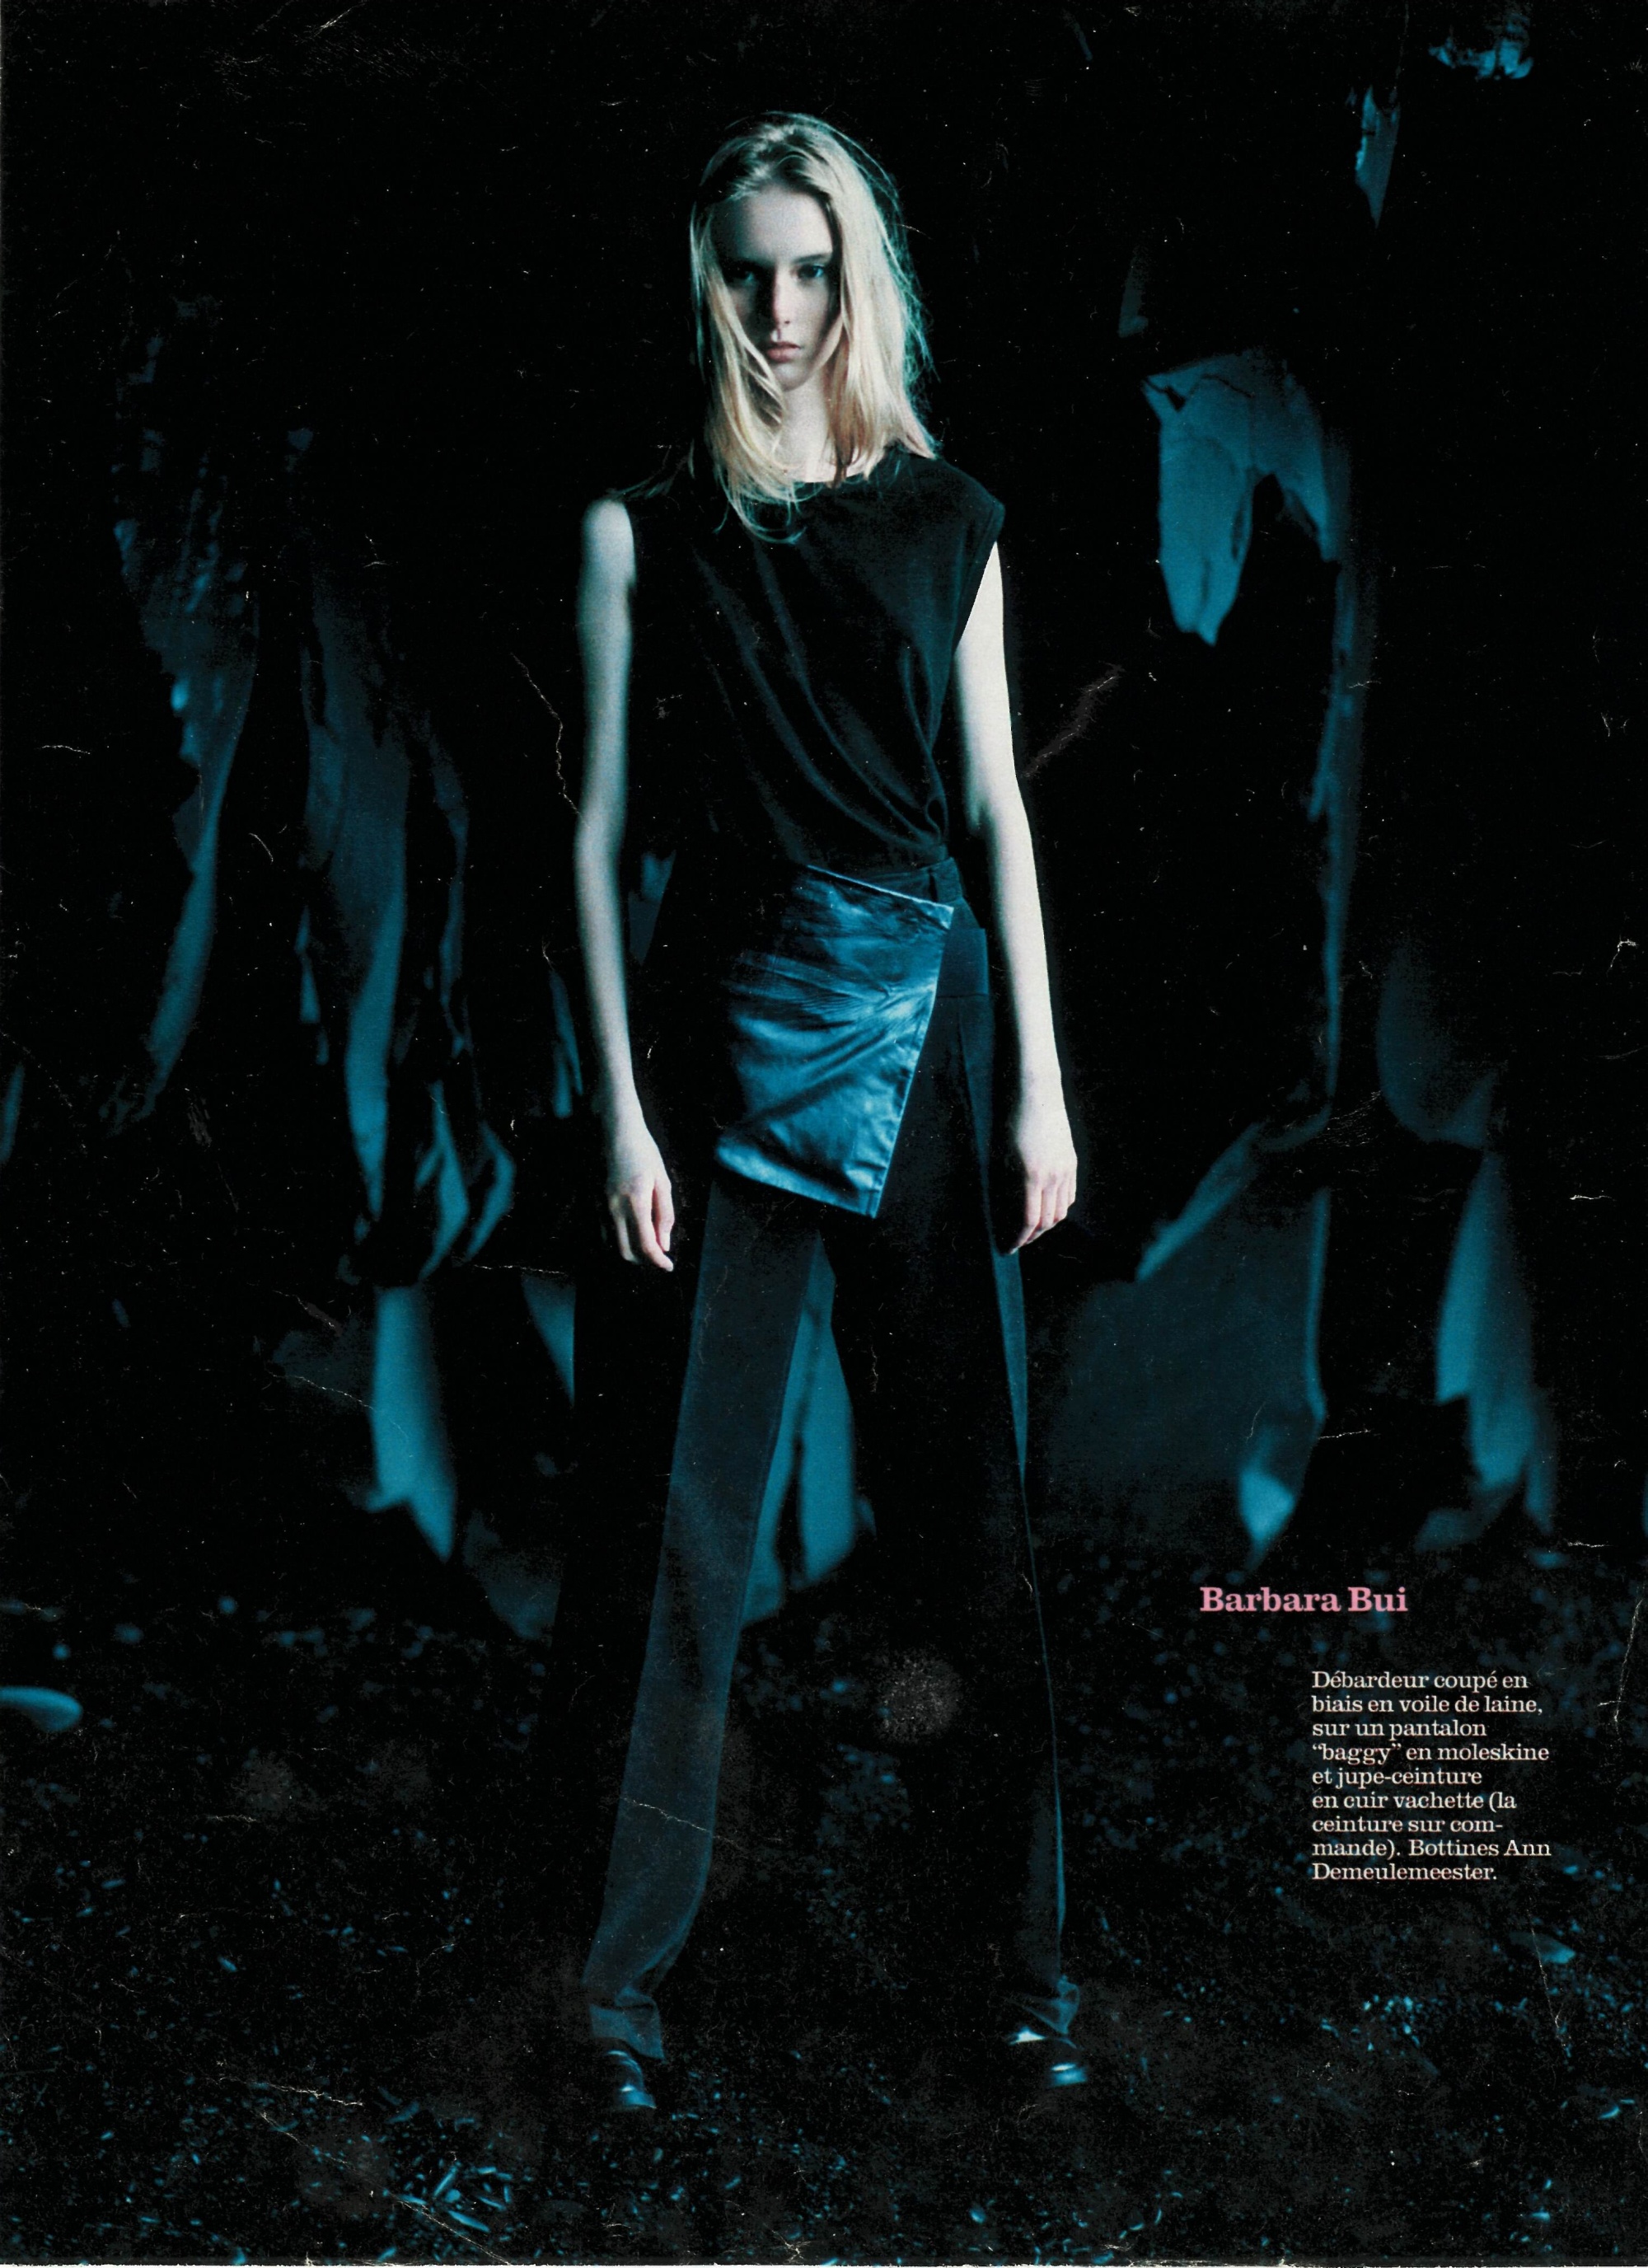 Barbara Bui
Débardeur coupé en
biais en voile de laine,
sur un pantalon
“baggy” en moleskine
et jupe-ceinture
en cuir vachette (la
ceinture sur com-
mande). Bottines Ann
Demeulemeester.